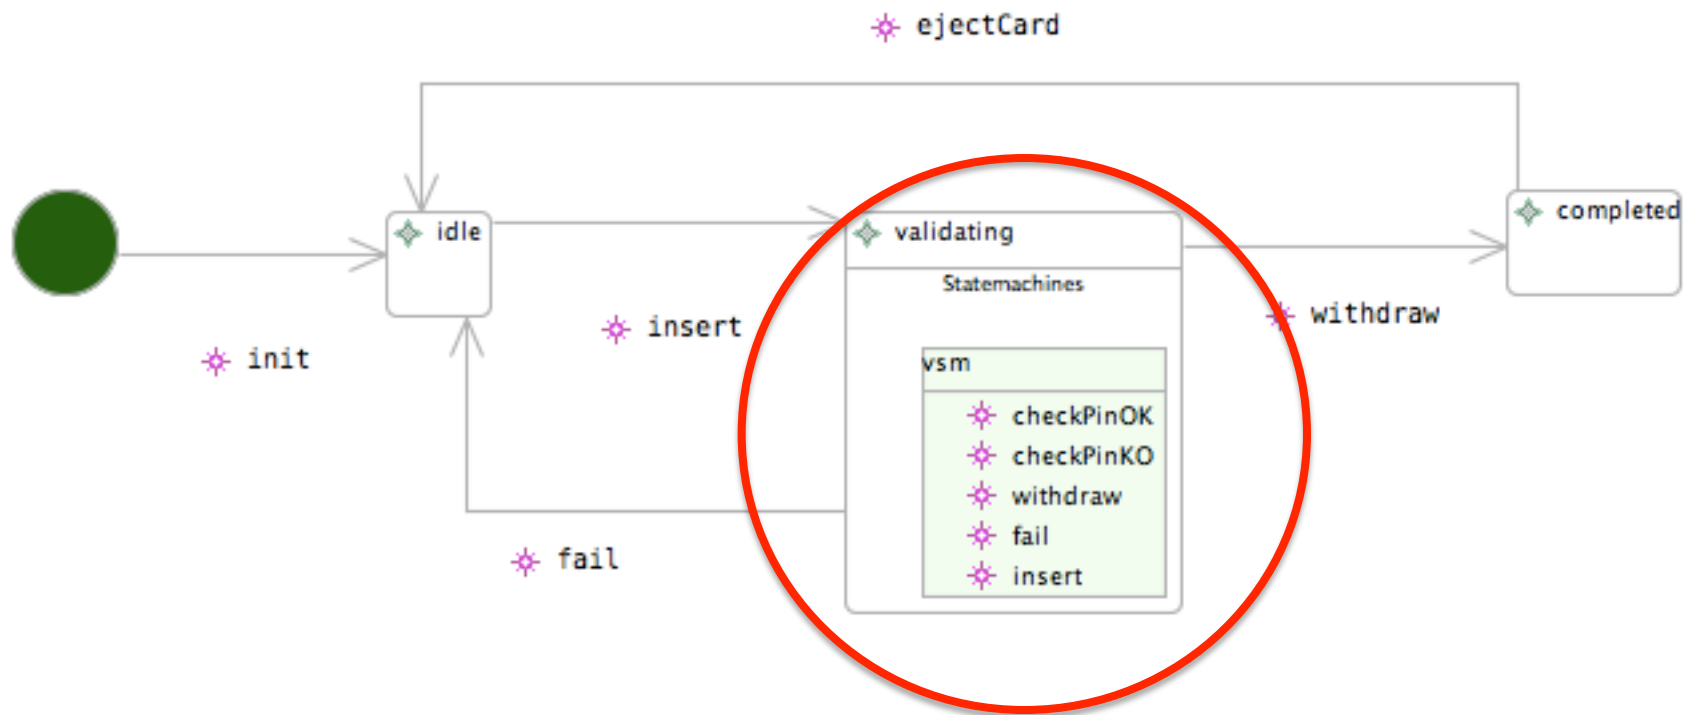 ejectCard
idle
validating
completed
Statemachines
insert
withdraw
init
vsm
checkPinOK
checkPinKO
withdraw
fail
insert
fail